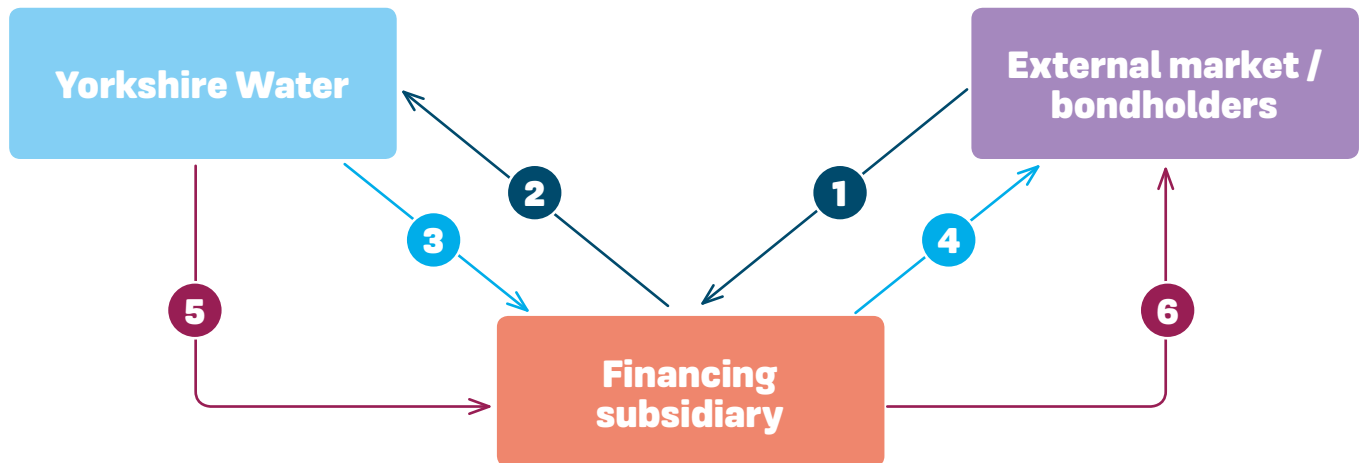 Yorkshire Water
External market /
bondholders
2
1
3
4
5
6
Financing
subsidiary